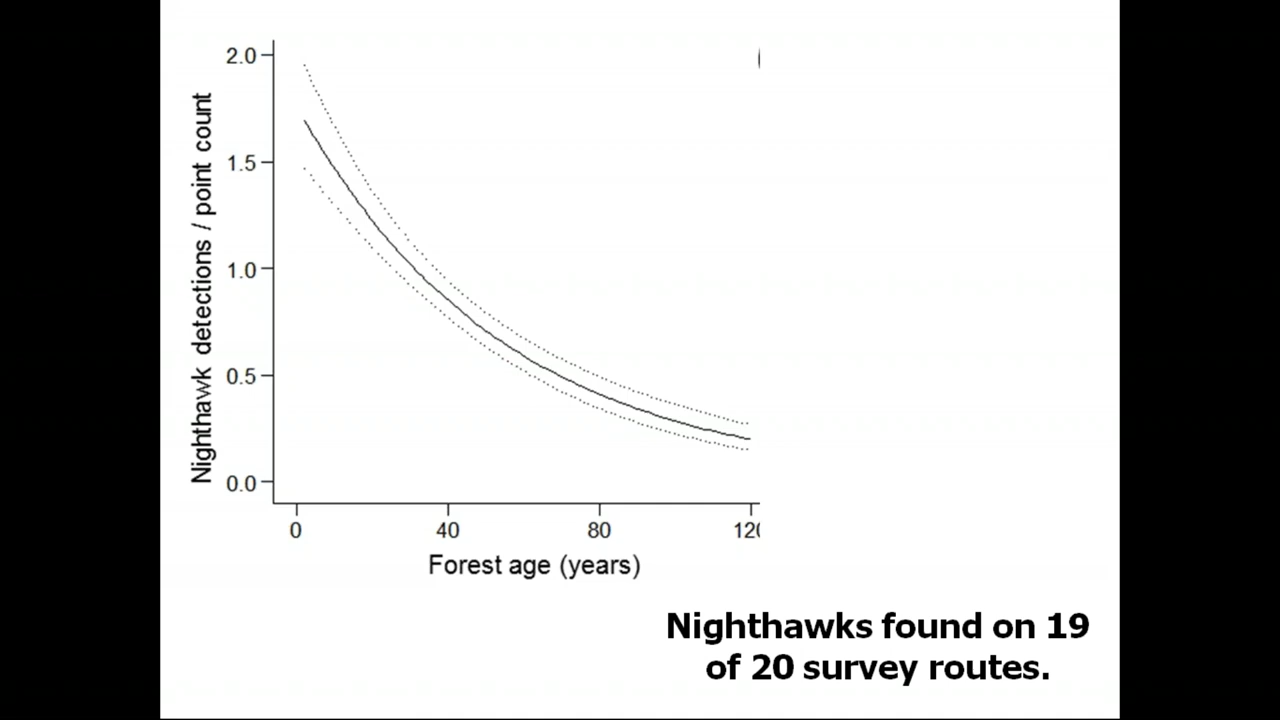 2.0
1.5
1.0
0.5
0.0
Nighthawk detections / point count
0 40 80 120
Forest age (years)
Nighthawks found on 19
of 20 survey routes.